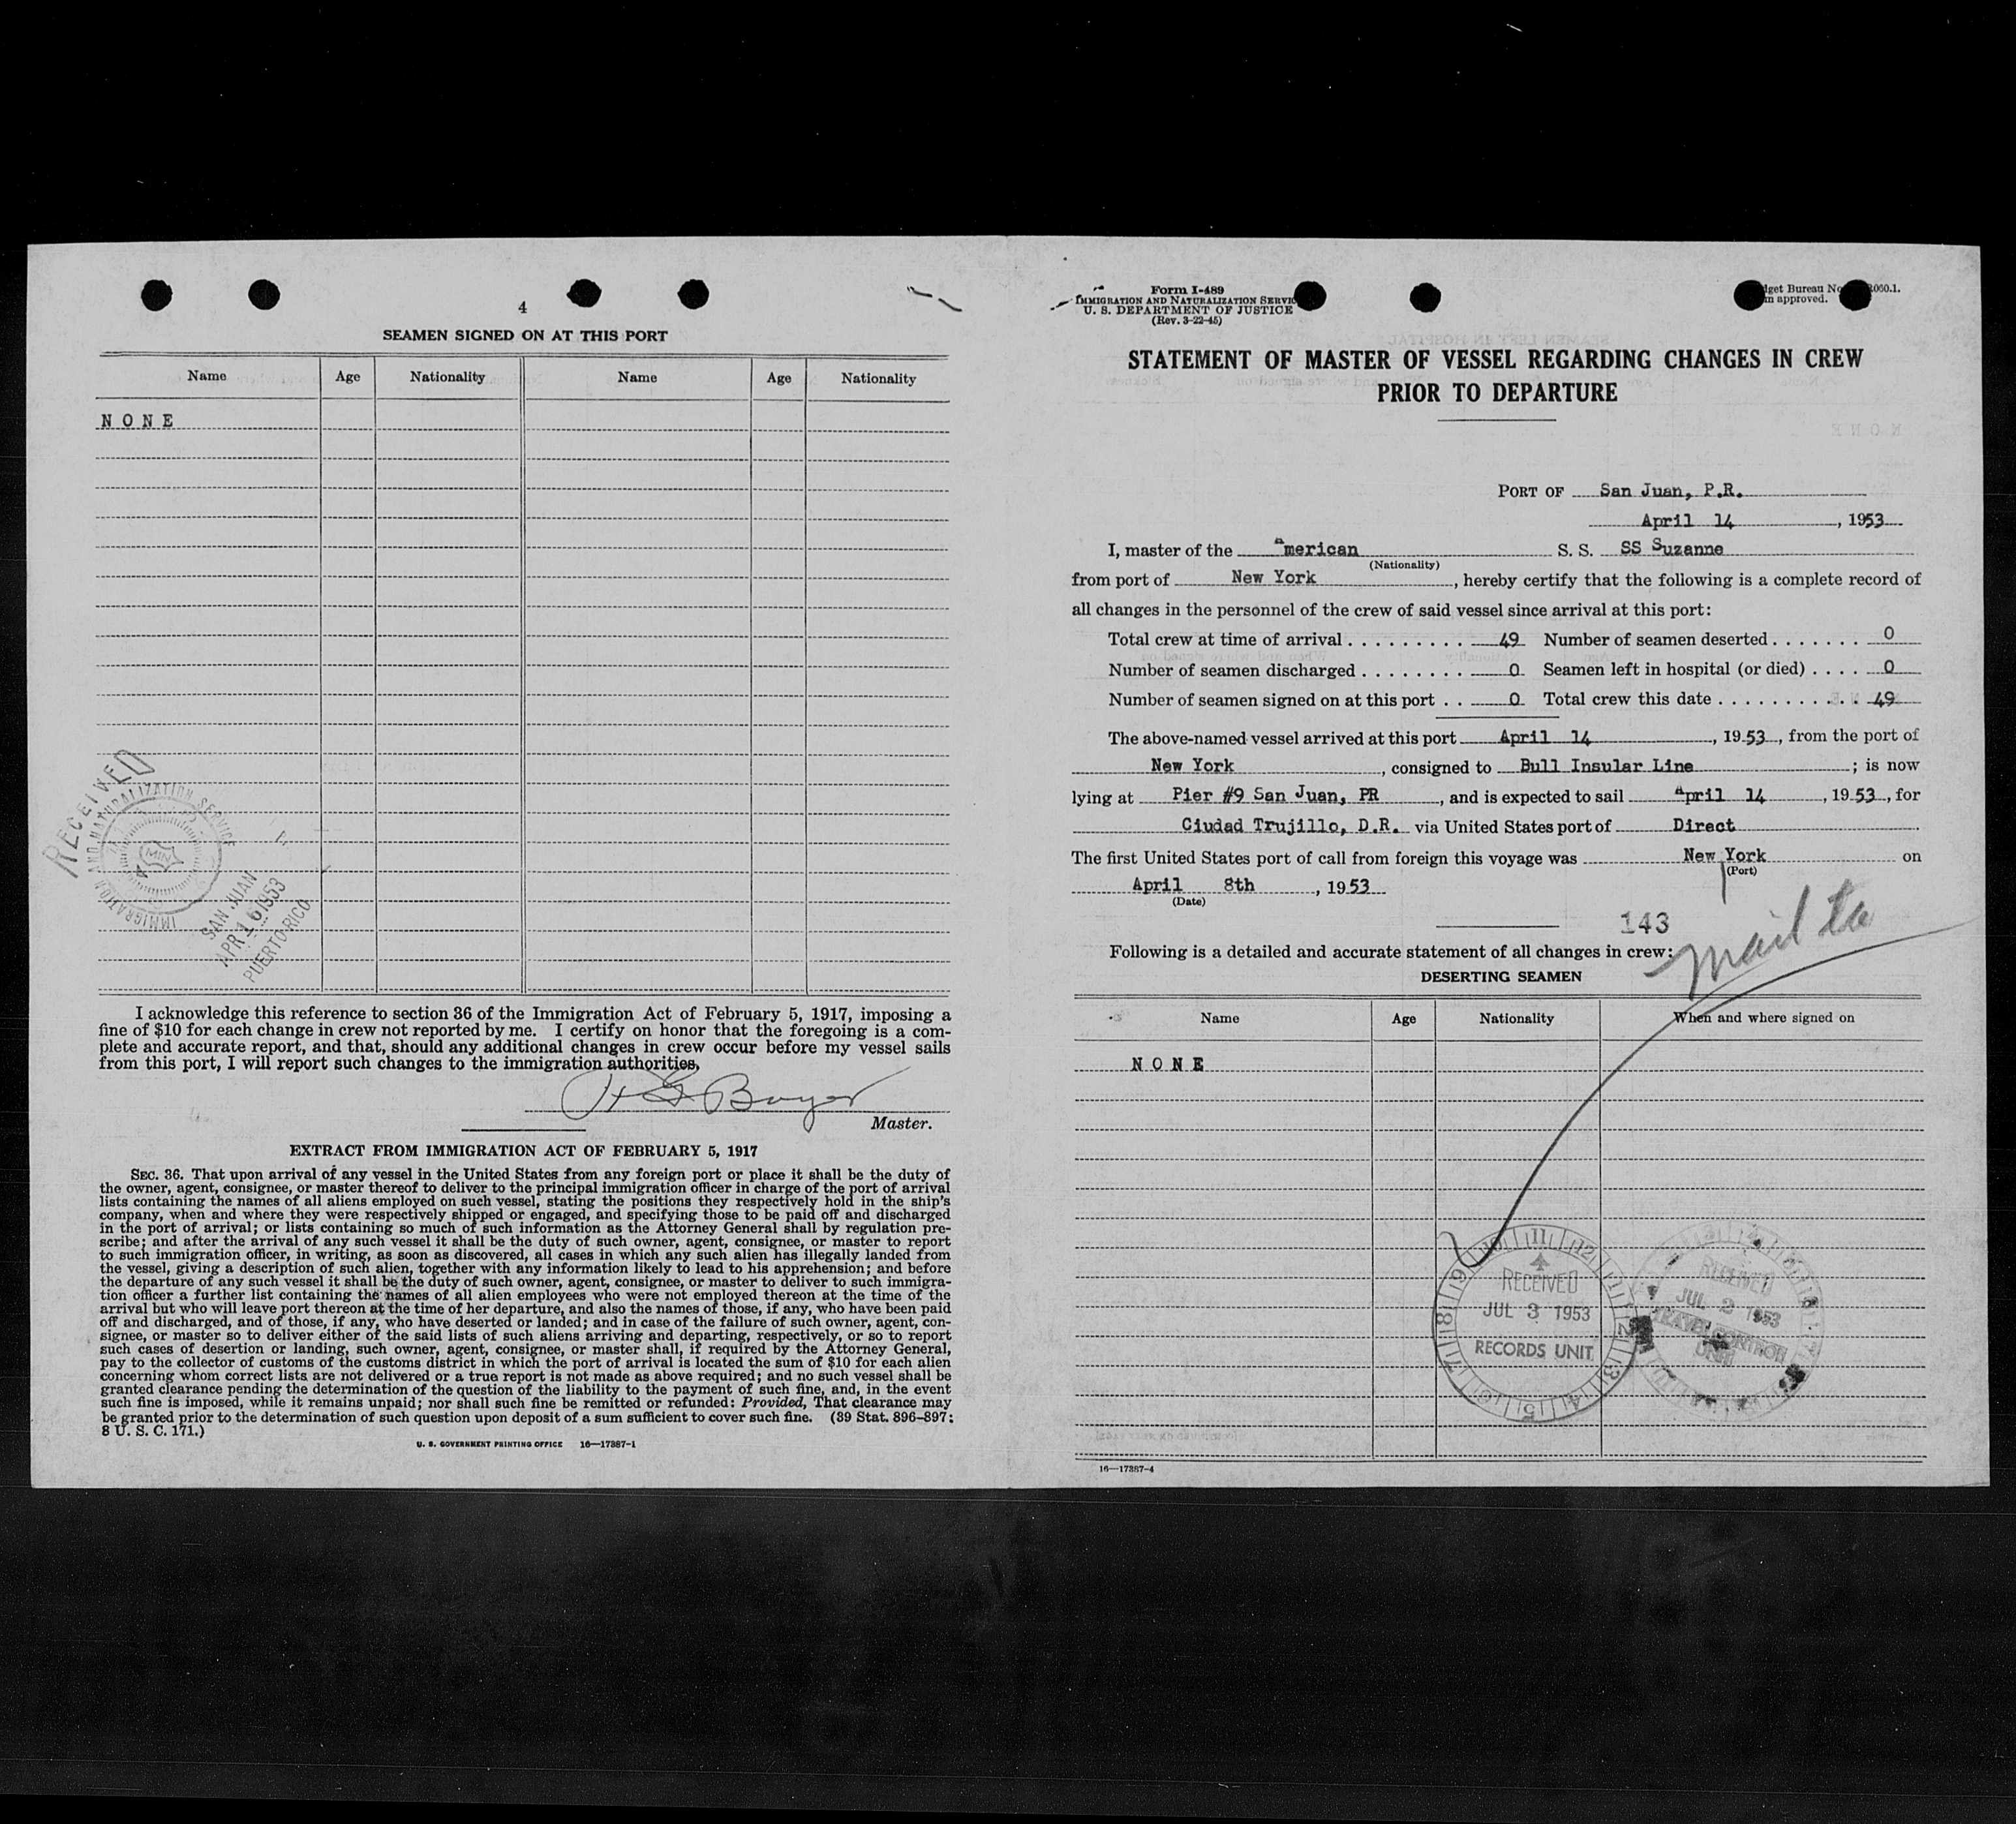 4
SEAMEN SIGNED ON AT THIS PORT
Name Age Nationality Name Age Nationality
N O N E
RECEIVED
IMMIGRATION AND NATURALIZATION SERVICE
SAN JUAN
APR 16 1953
PUERTO RICO
I acknowledge this reference to section 36 of the Immigration Act of February 5, 1917, imposing a
fine of $10 for each change in crew not reported by me. I certify on honor that the foregoing is a com-
plete and accurate report, and that, should any additional changes in crew occur before my vessel sails
from this port, I will report such changes to the immigration authorities.
H G Boyer
Master.
EXTRACT FROM IMMIGRATION ACT OF FEBRUARY 5, 1917
SEC. 36. That upon arrival of any vessel in the United States from any foreign port or place it shall be the duty of
the owner, agent, consignee, or master thereof to deliver to the principal immigration officer in charge of the port of arrival
lists containing the names of all aliens employed on such vessel, stating the positions they respectively hold in the ship's
company, when and where they were respectively shipped or engaged, and specifying those to be paid off and discharged
in the port of arrival; or lists containing so much of such information as the Attorney General shall by regulation pre-
scribe; and after the arrival of any such vessel it shall be the duty of such owner, agent, consignee, or master to report
to such immigration officer, in writing, as soon as discovered, all cases in which any such alien has illegally landed from
the vessel, giving a description of such alien, together with any information likely to lead to his apprehension; and before
the departure of any such vessel it shall be the duty of such owner, agent, consignee, or master to deliver to such immigra-
tion officer a further list containing the names of all alien employees who were not employed thereon at the time of the
arrival but who will leave port thereon at the time of her departure, and also the names of those, if any, who have been paid
off and discharged, and of those, if any, who have deserted or landed; and in case of the failure of such owner, agent, con-
signee, or master so to deliver either of the said lists of such aliens arriving and departing, respectively, or so to report
such cases of desertion or landing, such owner, agent, consignee, or master shall, if required by the Attorney General,
pay to the collector of customs of the customs district in which the port of arrival is located the sum of $10 for each alien
concerning whom correct lists are not delivered or a true report is not made as above required; and no such vessel shall be
granted clearance pending the determination of the question of the liability to the payment of such fine, and, in the event
such fine is imposed, while it remains unpaid; nor shall such fine be remitted or refunded: Provided, That clearance may
be granted prior to the determination of such question upon deposit of a sum sufficient to cover such fine. (39 Stat. 896–897;
8 U. S. C. 171.)
U. S. GOVERNMENT PRINTING OFFICE 16—17387-1
Form I-489
IMMIGRATION AND NATURALIZATION SERVIC
U. S. DEPARTMENT OF JUSTICE
(Rev. 3-22-45)
get Bureau No. 060.1.
approved.
STATEMENT OF MASTER OF VESSEL REGARDING CHANGES IN CREW
PRIOR TO DEPARTURE
PORT OF San Juan, P.R.
April 14, 1953
I, master of the American S. S. SS Suzanne
(Nationality)
from port of New York, hereby certify that the following is a complete record of
all changes in the personnel of the crew of said vessel since arrival at this port:
Total crew at time of arrival . . . . . . . . . . 49 Number of seamen deserted . . . . . . . 0
Number of seamen discharged . . . . . . . . 0 Seamen left in hospital (or died) . . . . 0
Number of seamen signed on at this port . . 0 Total crew this date . . . . . . . . . . . 49
The above-named vessel arrived at this port April 14, 1953, from the port of
New York, consigned to Bull Insular Line; is now
lying at Pier #9 San Juan, PR, and is expected to sail April 14, 1953, for
Ciudad Trujillo, D.R. via United States port of Direct
The first United States port of call from foreign this voyage was New York on
(Port)
April 8th, 1953
(Date)
143
mail to
Following is a detailed and accurate statement of all changes in crew:
DESERTING SEAMEN
Name Age Nationality When and where signed on
N O N E
RECEIVED
JUL 3 1953
RECORDS UNIT
RECEIVED
JUL 2 1953
TRAVEL CONTROL
UNIT
16—17387-4